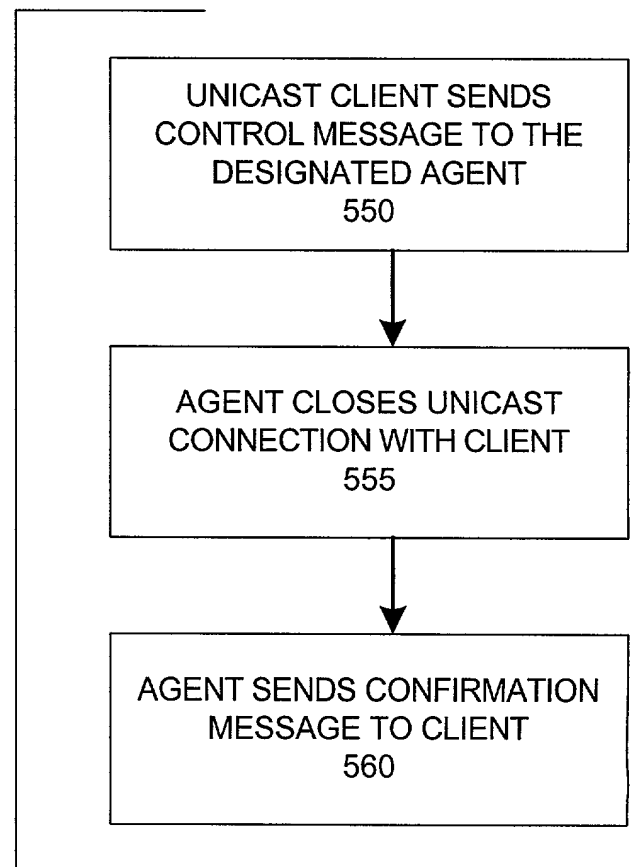 UNICAST CLIENT SENDS
CONTROL MESSAGE TO THE
DESIGNATED AGENT
550
AGENT CLOSES UNICAST
CONNECTION WITH CLIENT
555
AGENT SENDS CONFIRMATION
MESSAGE TO CLIENT
560